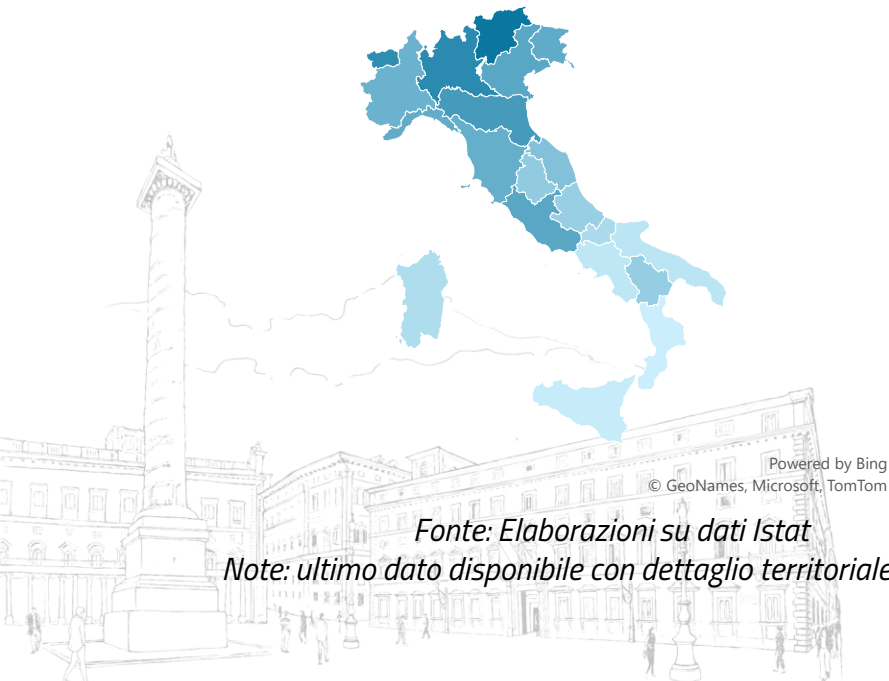 Powered by Bing
© GeoNames, Microsoft, TomTom
Fonte: Elaborazioni su dati Istat
Note: ultimo dato disponibile con dettaglio territoriale